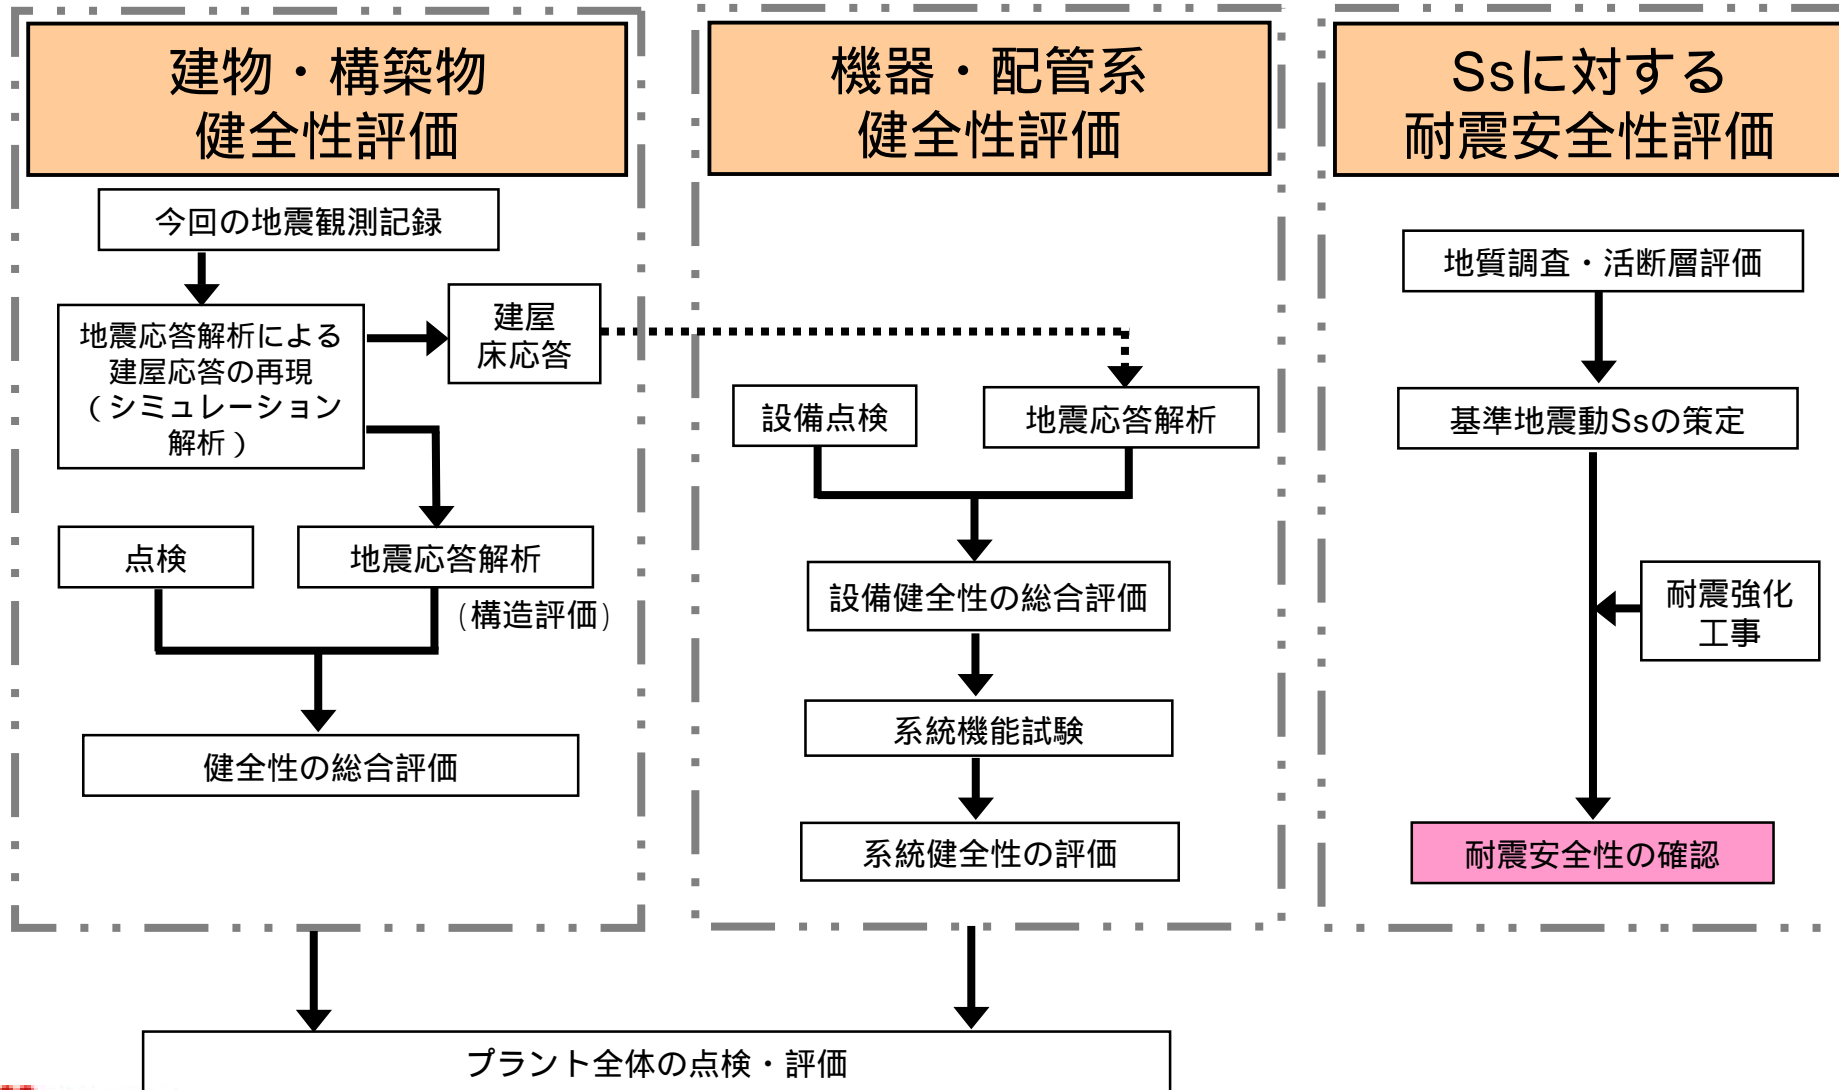 建物・構築物
健全性評価
今回の地震観測記録
地震応答解析による
建屋応答の再現
（シミュレーション
解析）
建屋
床応答
点検
地震応答解析
(構造評価)
健全性の総合評価
機器・配管系
健全性評価
設備点検
地震応答解析
設備健全性の総合評価
系統機能試験
系統健全性の評価
Ssに対する
耐震安全性評価
地質調査・活断層評価
基準地震動Ssの策定
耐震強化
工事
耐震安全性の確認
プラント全体の点検・評価